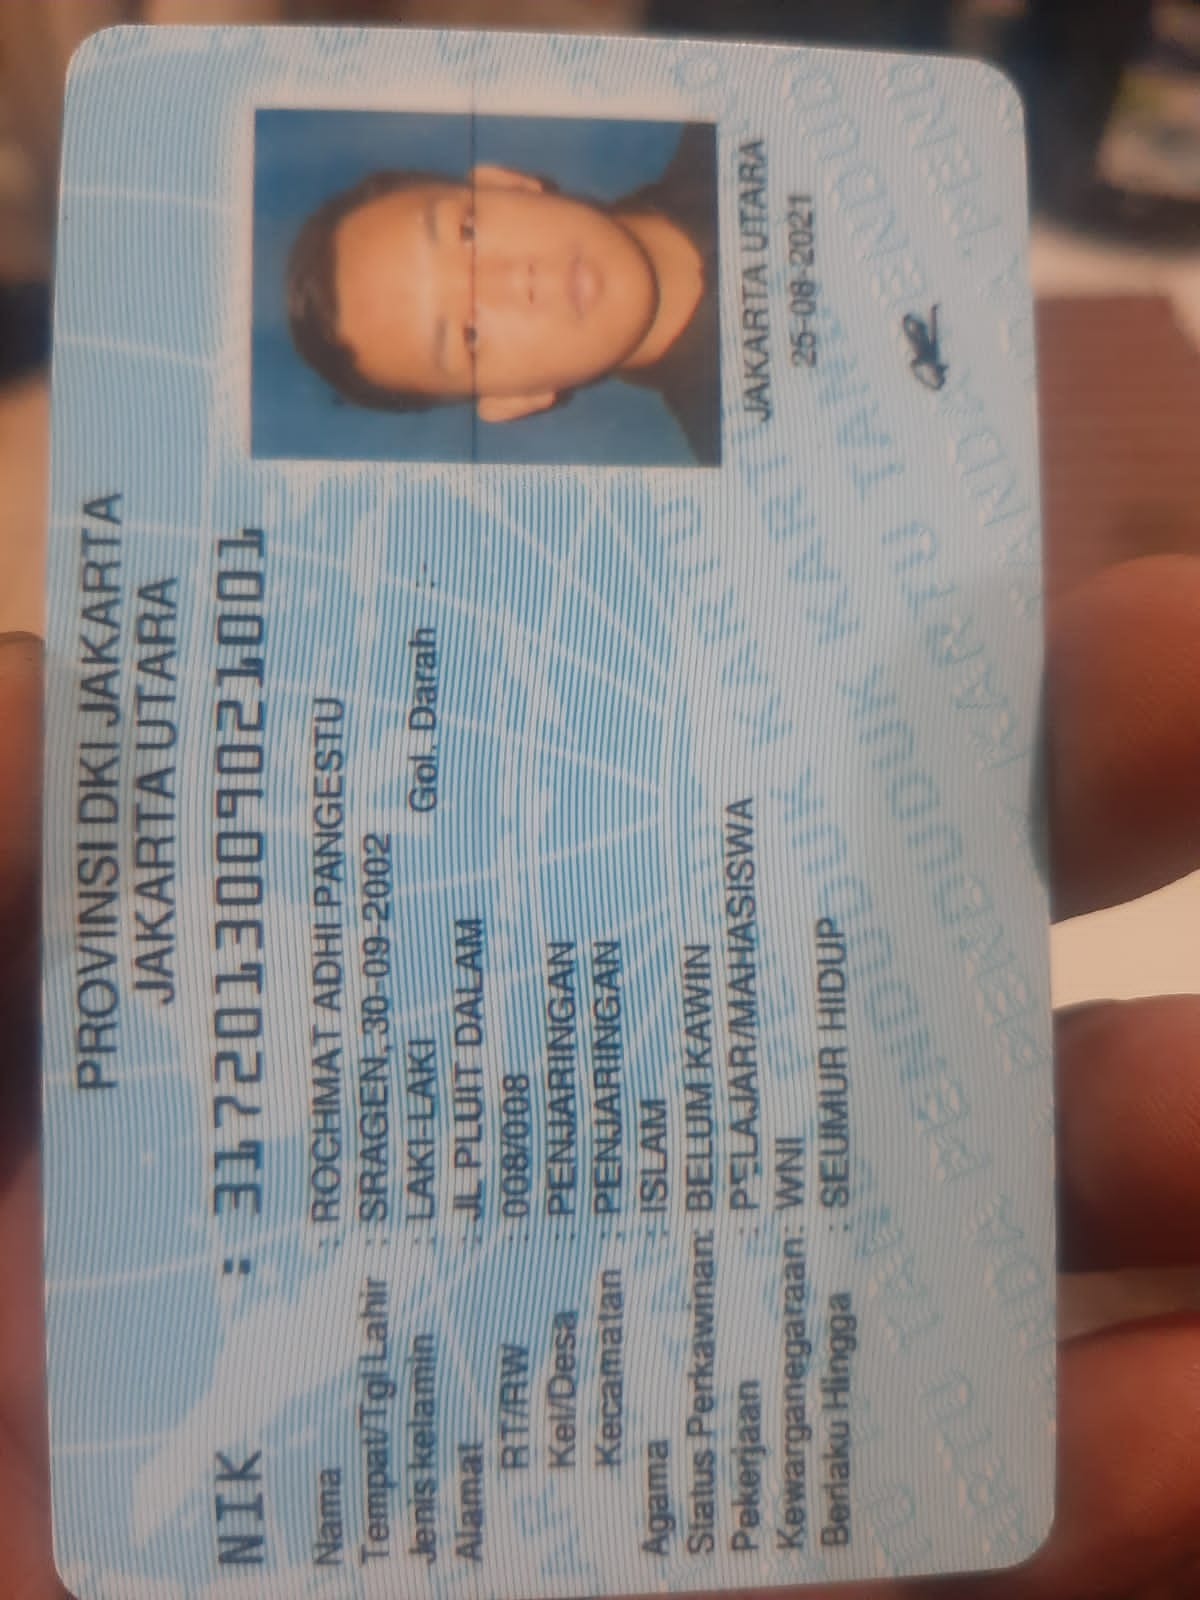 PROVINSI DKI JAKARTA
JAKARTA UTARA
NIK : 3172013009021001
Nama : ROCHMAT ADHI PANGESTU
Tempat/Tgl Lahir : SRAGEN,30-09-2002
Jenis kelamin : LAKI-LAKI Gol. Darah :-
Alamat : JL PLUIT DALAM
RT/RW : 008/008
Kel/Desa : PENJARINGAN
Kecamatan : PENJARINGAN
Agama : ISLAM
Status Perkawinan: BELUM KAWIN
Pekerjaan : PELAJAR/MAHASISWA
Kewarganegaraan: WNI
Berlaku Hingga : SEUMUR HIDUP
JAKARTA UTARA
25-08-2021